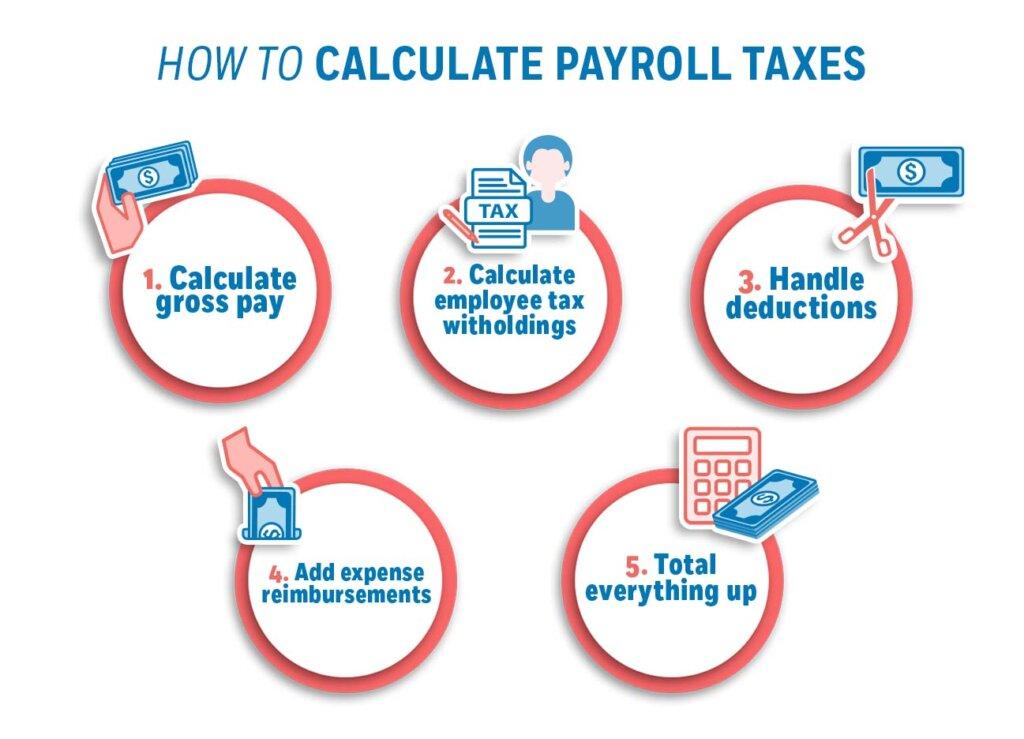 HOW TO CALCULATE PAYROLL TAXES
$
TAX
$
1. Calculate
gross pay
2. Calculate
employee tax
witholdings
3. Handle
deductions
$
$
4. Add expense
reimbursements
5. Total
everything up